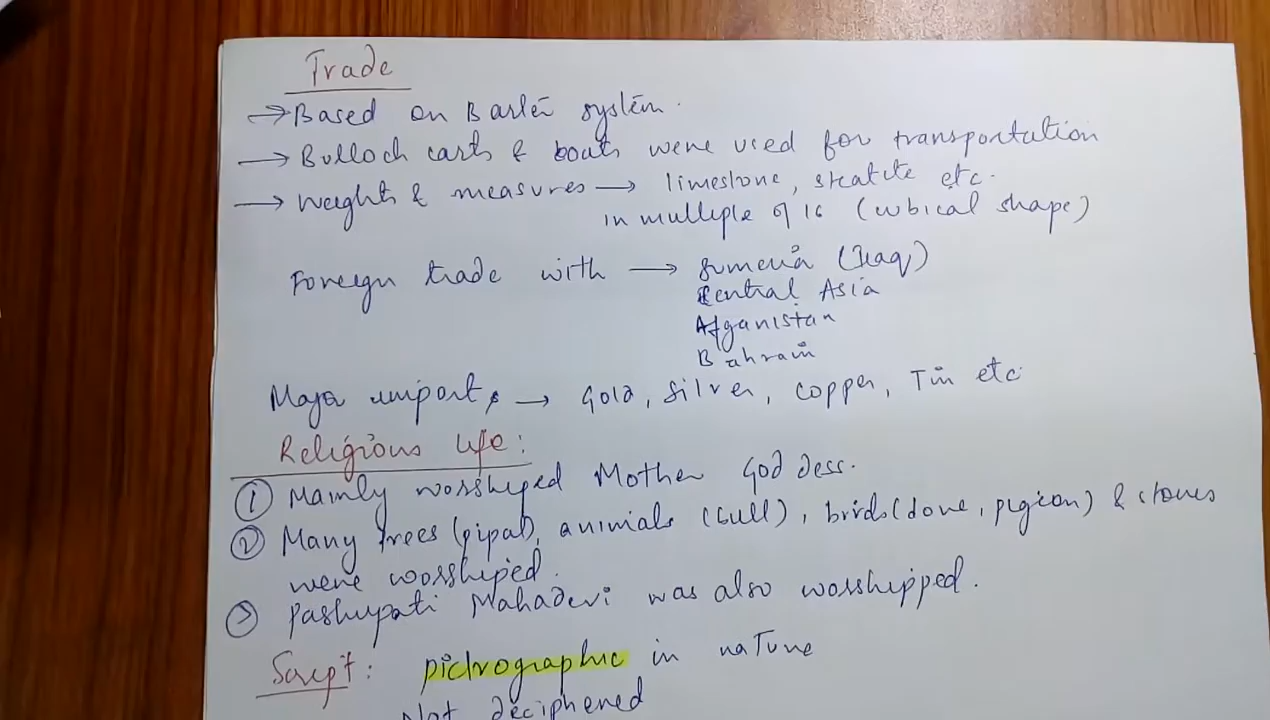 Trade
→ Based on Barter system.
→ Bulloch carts & boats were used for transportation
→ Weights & measures → limestone, steatite etc.
in multiple of 16 (cubical shape)
Foreign trade with → Sumeria (Iraq)
Central Asia
Afganistan
Bahrain
Major imports → Gold, Silver, Copper, Tin etc
Religious life:
① Mainly worshiped Mother Goddess.
② Many trees (pipal), animals (bull), birds (dove, pigeon) & stones
were worshiped.
③ Pashupati Mahadevi was also worshipped.
Script: pictrographic in nature
Not deciphered